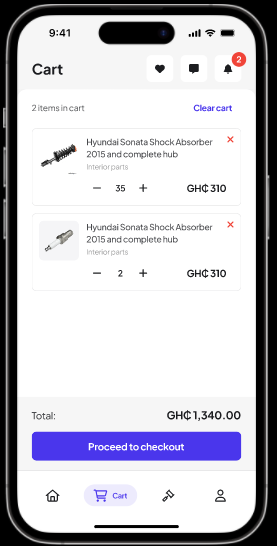 9:41
Cart
2
2 items in cart
Clear cart
Hyundai Sonata Shock Absorber
2015 and complete hub
Interior parts
35
GH₵ 310
Hyundai Sonata Shock Absorber
2015 and complete hub
Interior parts
2
GH₵ 310
Total:
GH₵ 1,340.00
Proceed to checkout
Cart